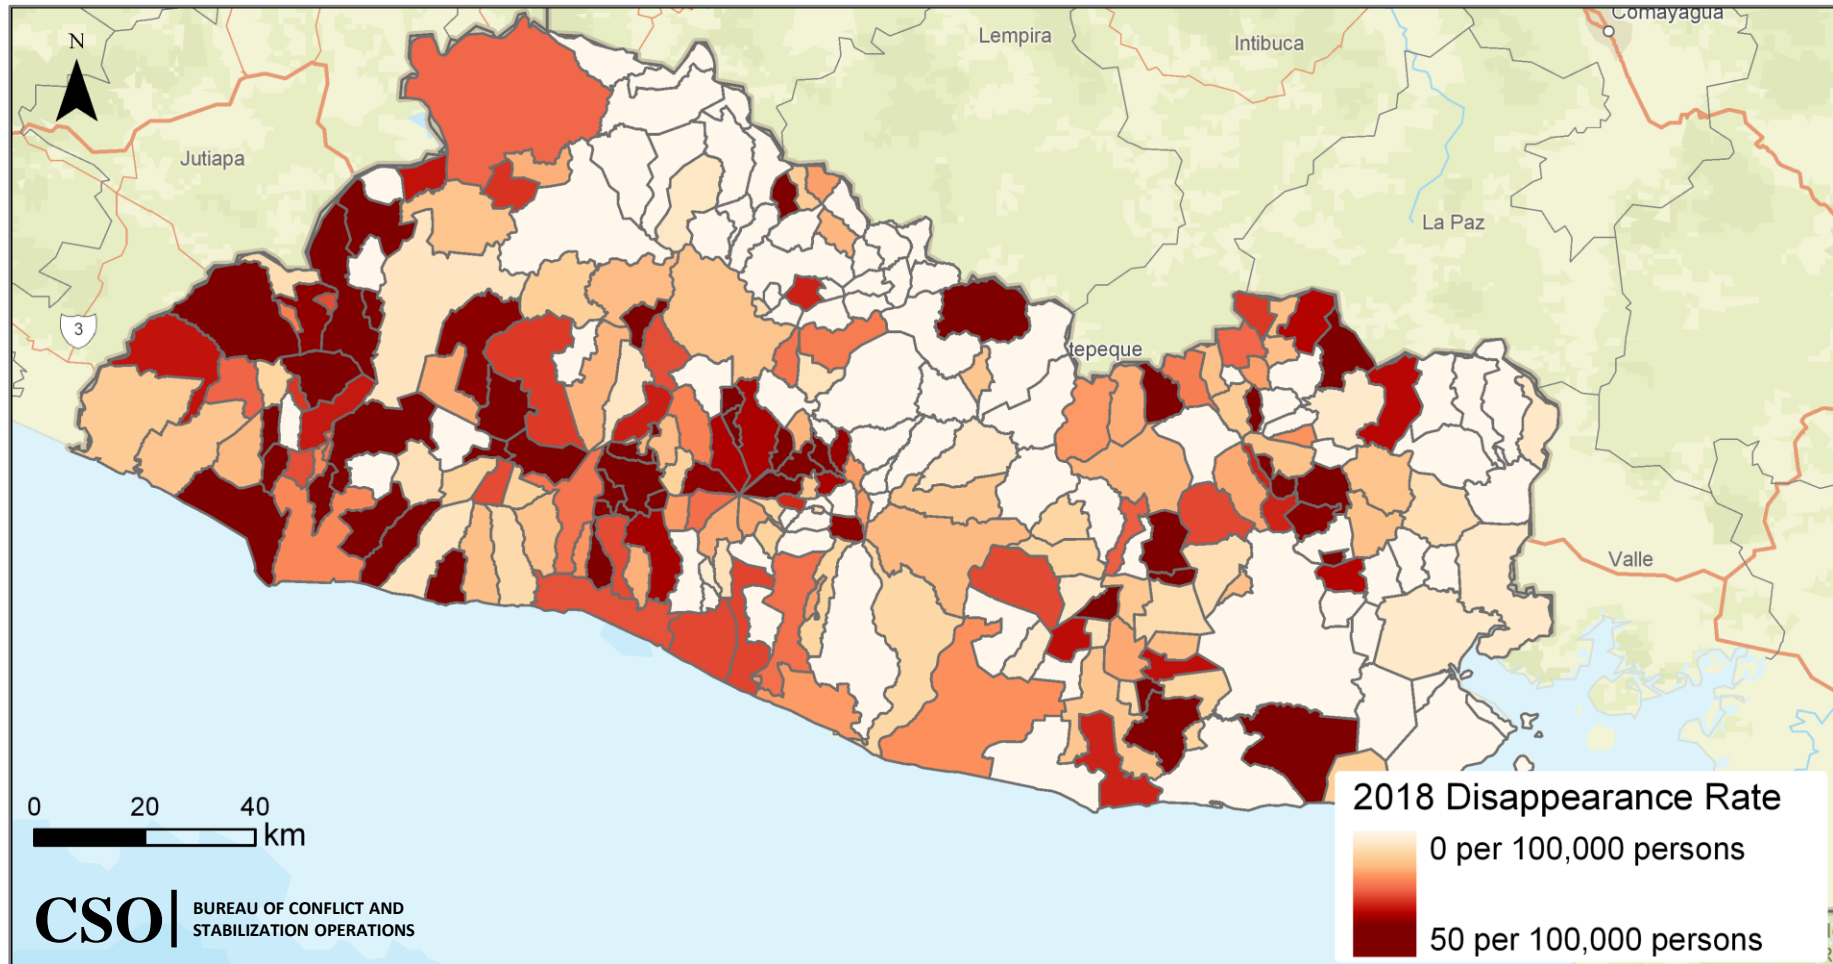 Comayagua
Lempira
Intibuca
N
Jutiapa
La Paz
3
tepeque
Valle
2018 Disappearance Rate
0 per 100,000 persons
50 per 100,000 persons
0 20 40
km
CSO
BUREAU OF CONFLICT AND
STABILIZATION OPERATIONS